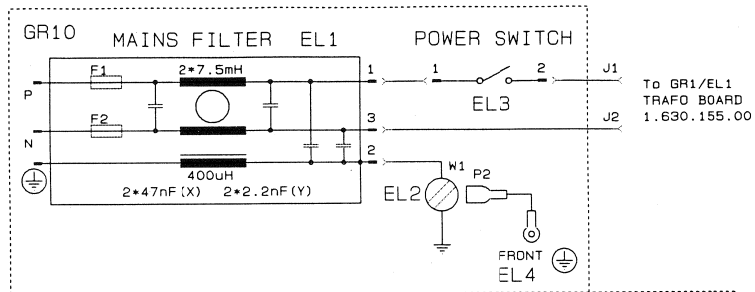 GR10
MAINS FILTER EL1
POWER SWITCH
F1
2*7.5mH
1
1
2
J1
P
EL3
To GR1/EL1
TRAFO BOARD
1.630.155.00
F2
3
J2
N
2
400uH
W1
P2
2*47nF(X) 2*2.2nF(Y)
EL2
FRONT
EL4